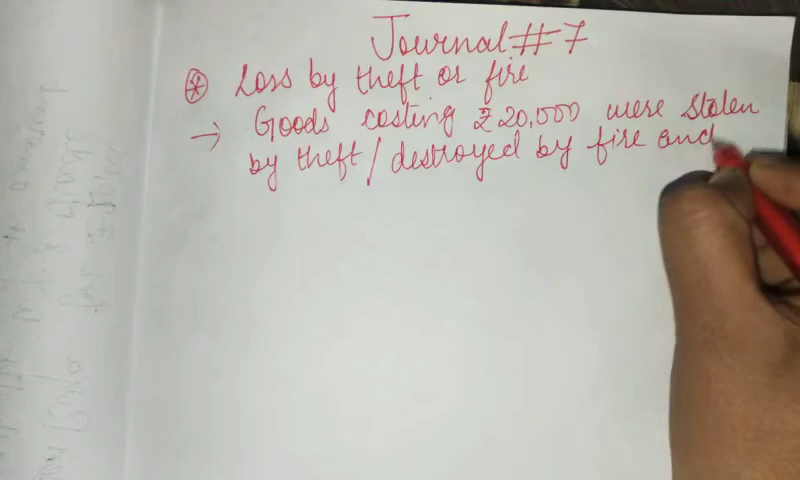 Journal #7
* Loss by theft or fire
→ Goods costing ₹20,000 were stolen
by theft / destroyed by fire and